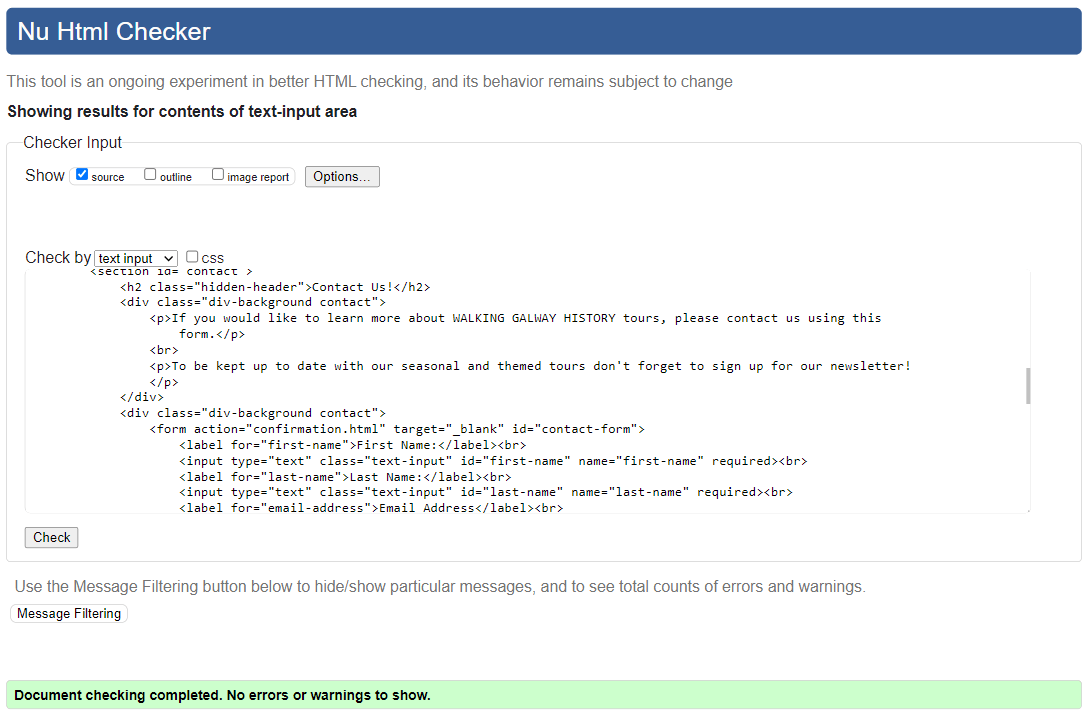 Nu Html Checker
This tool is an ongoing experiment in better HTML checking, and its behavior remains subject to change
Showing results for contents of text-input area
Checker Input
Show source outline image report Options...
Check by text input CSS
<section id="contact">
<h2 class="hidden-header">Contact Us!</h2>
<div class="div-background contact">
<p>If you would like to learn more about WALKING GALWAY HISTORY tours, please contact us using this
form.</p>
<br>
<p>To be kept up to date with our seasonal and themed tours don't forget to sign up for our newsletter!
</p>
</div>
<div class="div-background contact">
<form action="confirmation.html" target="_blank" id="contact-form">
<label for="first-name">First Name:</label><br>
<input type="text" class="text-input" id="first-name" name="first-name" required><br>
<label for="last-name">Last Name:</label><br>
<input type="text" class="text-input" id="last-name" name="last-name" required><br>
<label for="email-address">Email Address</label><br>
Check
Use the Message Filtering button below to hide/show particular messages, and to see total counts of errors and warnings.
Message Filtering
Document checking completed. No errors or warnings to show.